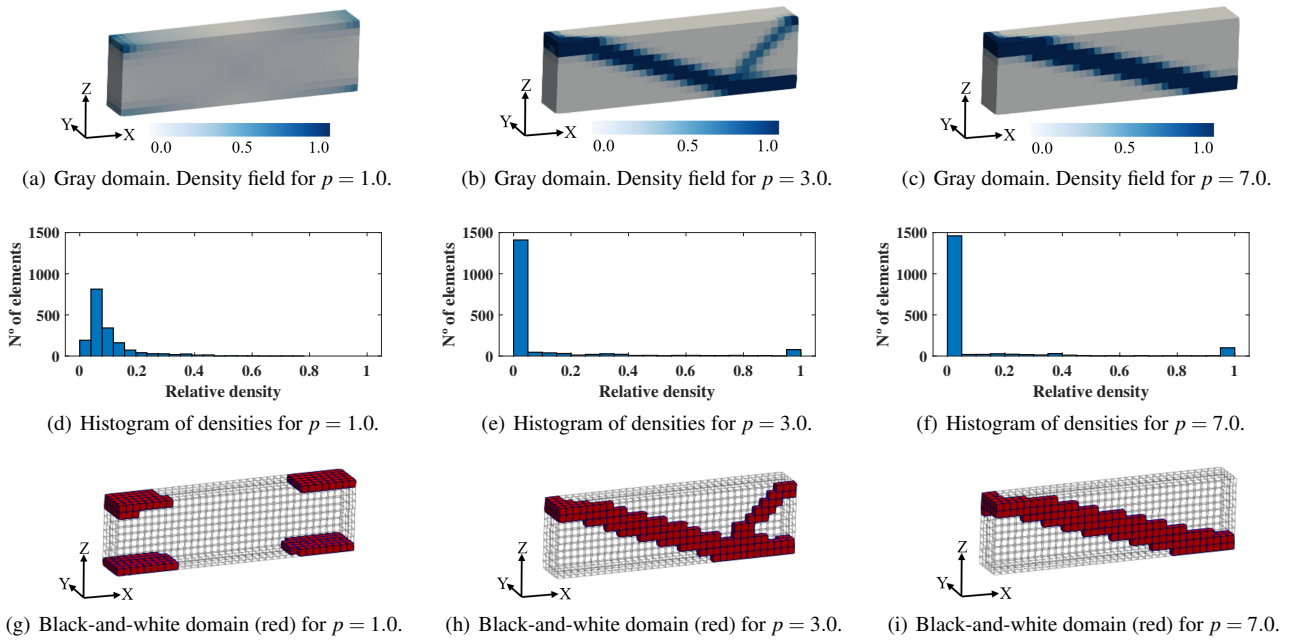 Z
Y
X
0.0 0.5 1.0
Z
Y
X
0.0 0.5 1.0
Z
Y
X
0.0 0.5 1.0
(a) Gray domain. Density field for p = 1.0.
(b) Gray domain. Density field for p = 3.0.
(c) Gray domain. Density field for p = 7.0.
Nº of elements
1500
1000
500
0
0 0.2 0.4 0.6 0.8 1
Relative density
Nº of elements
1500
1000
500
0
0 0.2 0.4 0.6 0.8 1
Relative density
Nº of elements
1500
1000
500
0
0 0.2 0.4 0.6 0.8 1
Relative density
(d) Histogram of densities for p = 1.0.
(e) Histogram of densities for p = 3.0.
(f) Histogram of densities for p = 7.0.
Z
Y
X
Z
Y
X
Z
Y
X
(g) Black-and-white domain (red) for p = 1.0.
(h) Black-and-white domain (red) for p = 3.0.
(i) Black-and-white domain (red) for p = 7.0.